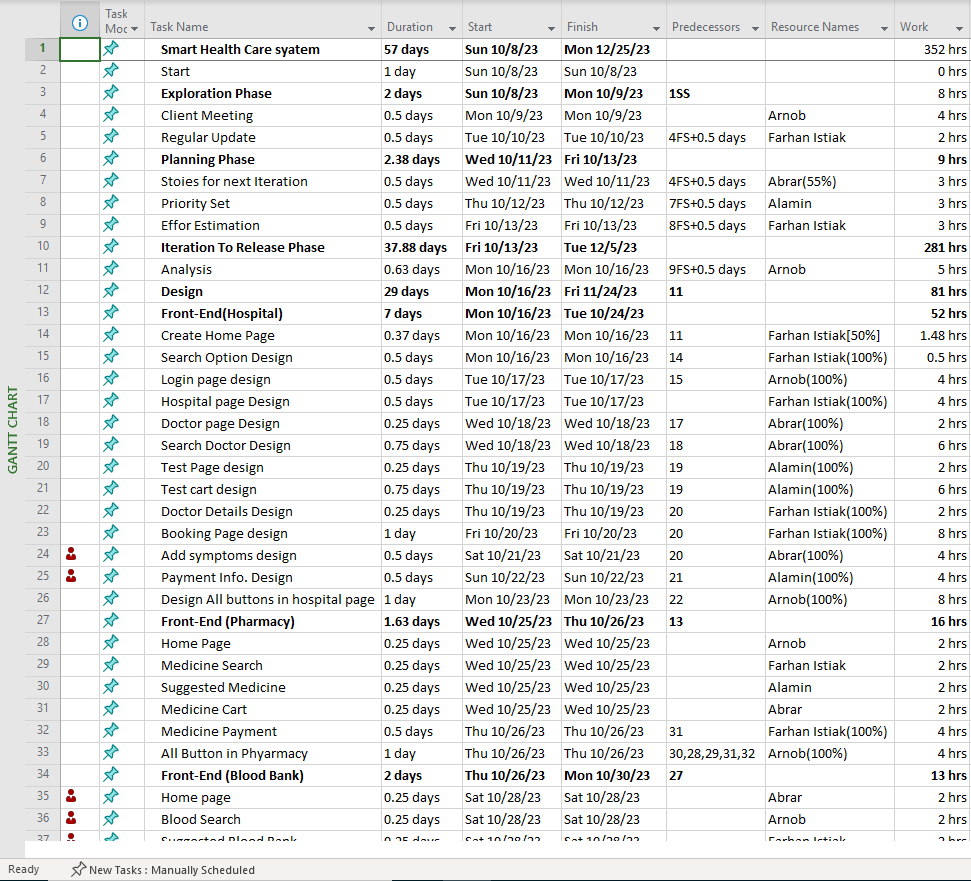 Task Moc Task Name Duration Start Finish Predecessors Resource Names Work
1 Smart Health Care syatem 57 days Sun 10/8/23 Mon 12/25/23 352 hrs
2 Start 1 day Sun 10/8/23 Sun 10/8/23 0 hrs
3 Exploration Phase 2 days Sun 10/8/23 Mon 10/9/23 1SS 8 hrs
4 Client Meeting 0.5 days Mon 10/9/23 Mon 10/9/23 Arnob 4 hrs
5 Regular Update 0.5 days Tue 10/10/23 Tue 10/10/23 4FS+0.5 days Farhan Istiak 2 hrs
6 Planning Phase 2.38 days Wed 10/11/23 Fri 10/13/23 9 hrs
7 Stoies for next Iteration 0.5 days Wed 10/11/23 Wed 10/11/23 4FS+0.5 days Abrar(55%) 3 hrs
8 Priority Set 0.5 days Thu 10/12/23 Thu 10/12/23 7FS+0.5 days Alamin 3 hrs
9 Effor Estimation 0.5 days Fri 10/13/23 Fri 10/13/23 8FS+0.5 days Farhan Istiak 3 hrs
10 Iteration To Release Phase 37.88 days Fri 10/13/23 Tue 12/5/23 281 hrs
11 Analysis 0.63 days Mon 10/16/23 Mon 10/16/23 9FS+0.5 days Arnob 5 hrs
12 Design 29 days Mon 10/16/23 Fri 11/24/23 11 81 hrs
13 Front-End(Hospital) 7 days Mon 10/16/23 Tue 10/24/23 52 hrs
14 Create Home Page 0.37 days Mon 10/16/23 Mon 10/16/23 11 Farhan Istiak[50%] 1.48 hrs
15 Search Option Design 0.5 days Mon 10/16/23 Mon 10/16/23 14 Farhan Istiak(100%) 0.5 hrs
16 Login page design 0.5 days Tue 10/17/23 Tue 10/17/23 15 Arnob(100%) 4 hrs
17 Hospital page Design 0.5 days Tue 10/17/23 Tue 10/17/23 Farhan Istiak(100%) 4 hrs
18 Doctor page Design 0.25 days Wed 10/18/23 Wed 10/18/23 17 Abrar(100%) 2 hrs
19 Search Doctor Design 0.75 days Wed 10/18/23 Wed 10/18/23 18 Abrar(100%) 6 hrs
20 Test Page design 0.25 days Thu 10/19/23 Thu 10/19/23 19 Alamin(100%) 2 hrs
21 Test cart design 0.75 days Thu 10/19/23 Thu 10/19/23 19 Alamin(100%) 6 hrs
22 Doctor Details Design 0.25 days Thu 10/19/23 Thu 10/19/23 20 Farhan Istiak(100%) 2 hrs
23 Booking Page design 1 day Fri 10/20/23 Fri 10/20/23 20 Farhan Istiak(100%) 8 hrs
24 Add symptoms design 0.5 days Sat 10/21/23 Sat 10/21/23 20 Abrar(100%) 4 hrs
25 Payment Info. Design 0.5 days Sun 10/22/23 Sun 10/22/23 21 Alamin(100%) 4 hrs
26 Design All buttons in hospital page 1 day Mon 10/23/23 Mon 10/23/23 22 Arnob(100%) 8 hrs
27 Front-End (Pharmacy) 1.63 days Wed 10/25/23 Thu 10/26/23 13 16 hrs
28 Home Page 0.25 days Wed 10/25/23 Wed 10/25/23 Arnob 2 hrs
29 Medicine Search 0.25 days Wed 10/25/23 Wed 10/25/23 Farhan Istiak 2 hrs
30 Suggested Medicine 0.25 days Wed 10/25/23 Wed 10/25/23 Alamin 2 hrs
31 Medicine Cart 0.25 days Wed 10/25/23 Wed 10/25/23 Abrar 2 hrs
32 Medicine Payment 0.5 days Thu 10/26/23 Thu 10/26/23 31 Farhan Istiak(100%) 4 hrs
33 All Button in Phyarmacy 1 day Thu 10/26/23 Thu 10/26/23 30,28,29,31,32 Arnob(100%) 4 hrs
34 Front-End (Blood Bank) 2 days Thu 10/26/23 Mon 10/30/23 27 13 hrs
35 Home page 0.25 days Sat 10/28/23 Sat 10/28/23 Abrar 2 hrs
36 Blood Search 0.25 days Sat 10/28/23 Sat 10/28/23 Arnob 2 hrs
37 Suggested Blood Bank 0.25 days Sat 10/28/23 Sat 10/28/23 Farhan Istiak 2 hrs
GANTT CHART
Ready New Tasks : Manually Scheduled